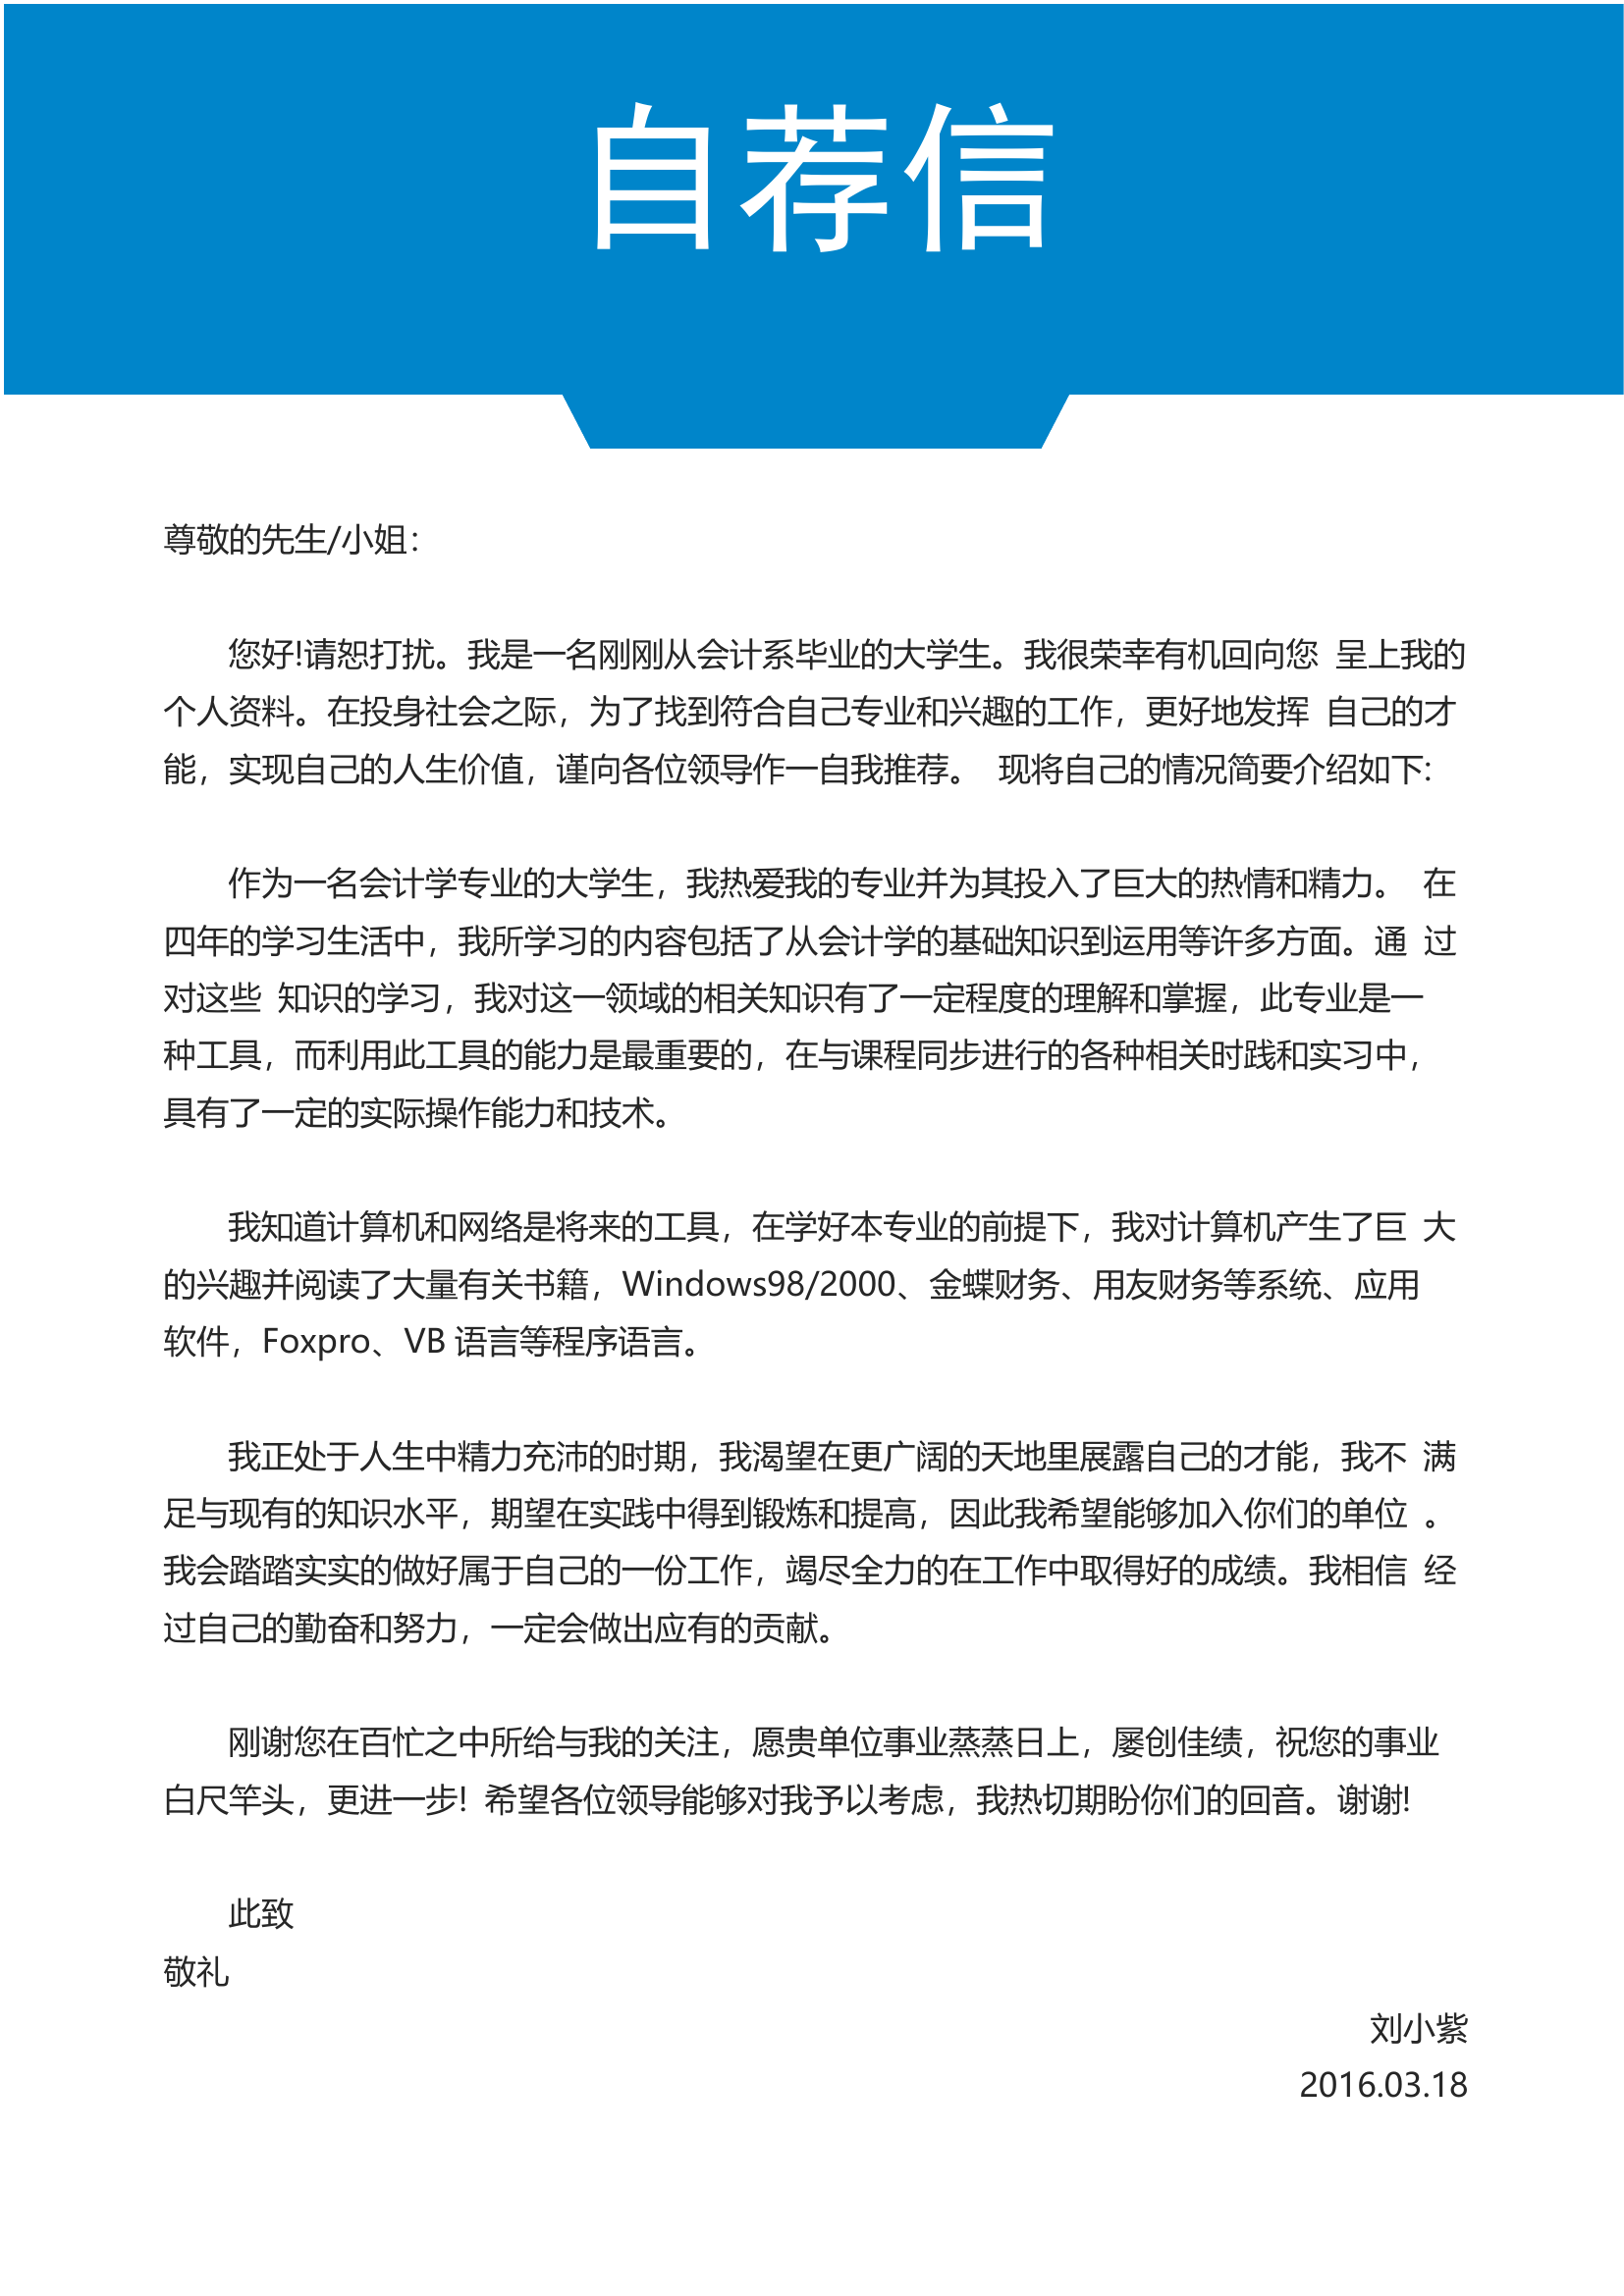 自荐信
尊敬的先生/小姐：
您好!请恕打扰。我是一名刚刚从会计系毕业的大学生。我很荣幸有机回向您 呈上我的
个人资料。在投身社会之际，为了找到符合自己专业和兴趣的工作，更好地发挥 自己的才
能，实现自己的人生价值，谨向各位领导作一自我推荐。 现将自己的情况简要介绍如下:
作为一名会计学专业的大学生，我热爱我的专业并为其投入了巨大的热情和精力。 在
四年的学习生活中，我所学习的内容包括了从会计学的基础知识到运用等许多方面。通 过
对这些 知识的学习，我对这一领域的相关知识有了一定程度的理解和掌握，此专业是一
种工具，而利用此工具的能力是最重要的，在与课程同步进行的各种相关时践和实习中，
具有了一定的实际操作能力和技术。
我知道计算机和网络是将来的工具，在学好本专业的前提下，我对计算机产生了巨 大
的兴趣并阅读了大量有关书籍，Windows98/2000、金蝶财务、用友财务等系统、应用
软件，Foxpro、VB 语言等程序语言。
我正处于人生中精力充沛的时期，我渴望在更广阔的天地里展露自己的才能，我不 满
足与现有的知识水平，期望在实践中得到锻炼和提高，因此我希望能够加入你们的单位 。
我会踏踏实实的做好属于自己的一份工作，竭尽全力的在工作中取得好的成绩。我相信 经
过自己的勤奋和努力，一定会做出应有的贡献。
刚谢您在百忙之中所给与我的关注，愿贵单位事业蒸蒸日上，屡创佳绩，祝您的事业
白尺竿头，更进一步! 希望各位领导能够对我予以考虑，我热切期盼你们的回音。谢谢!
此致
敬礼
刘小紫
2016.03.18